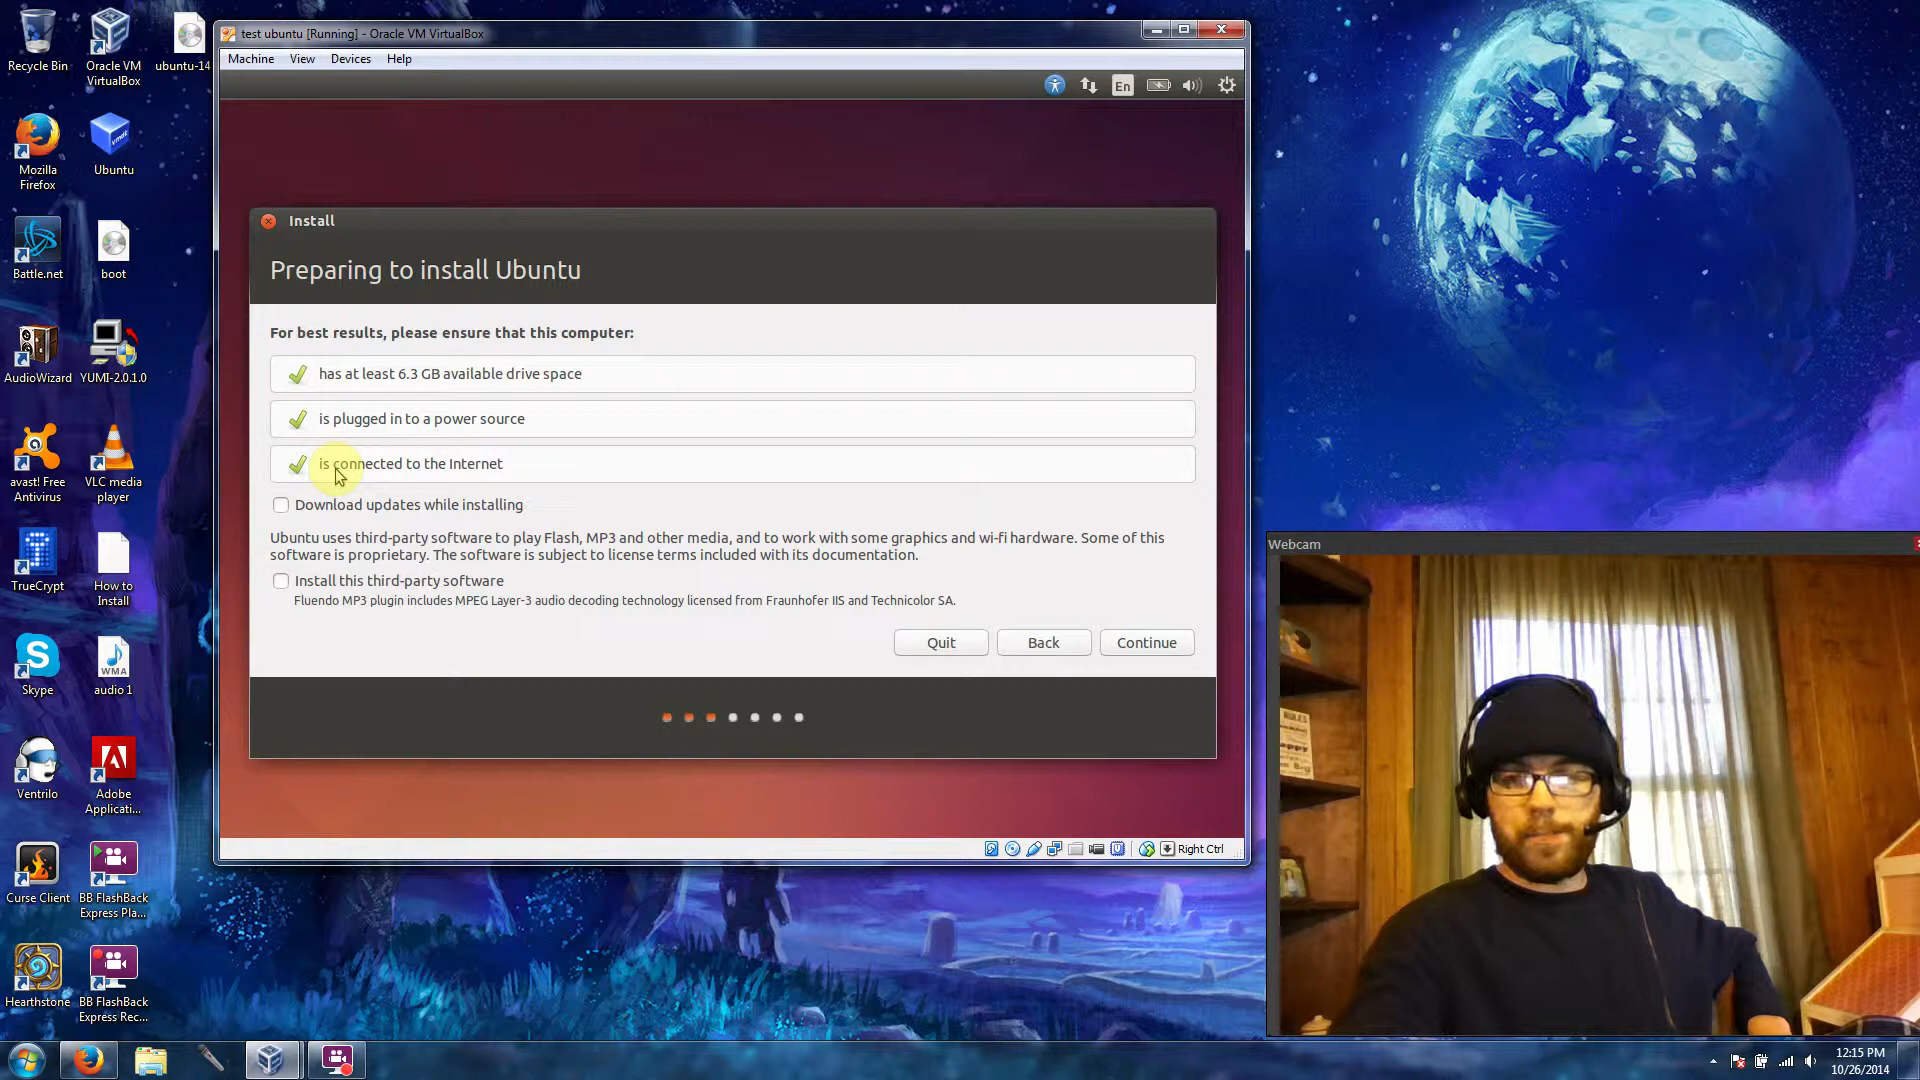 Recycle Bin
Oracle VM
VirtualBox
ubuntu-14
Mozilla
Firefox
Ubuntu
Battle.net
boot
AudioWizard
YUMI-2.0.1.0
avast! Free
Antivirus
VLC media
player
TrueCrypt
How to
Install
Skype
WMA
audio 1
Ventrilo
Adobe
Applicati...
Curse Client
BB FlashBack
Express Pla...
Hearthstone
BB FlashBack
Express Rec...
test ubuntu [Running] - Oracle VM VirtualBox
Machine View Devices Help
En
Install
Preparing to install Ubuntu
For best results, please ensure that this computer:
has at least 6.3 GB available drive space
is plugged in to a power source
is connected to the Internet
Download updates while installing
Ubuntu uses third-party software to play Flash, MP3 and other media, and to work with some graphics and wi-fi hardware. Some of this
software is proprietary. The software is subject to license terms included with its documentation.
Install this third-party software
Fluendo MP3 plugin includes MPEG Layer-3 audio decoding technology licensed from Fraunhofer IIS and Technicolor SA.
Quit Back Continue
Right Ctrl
Webcam
RULES
12:15 PM
10/26/2014